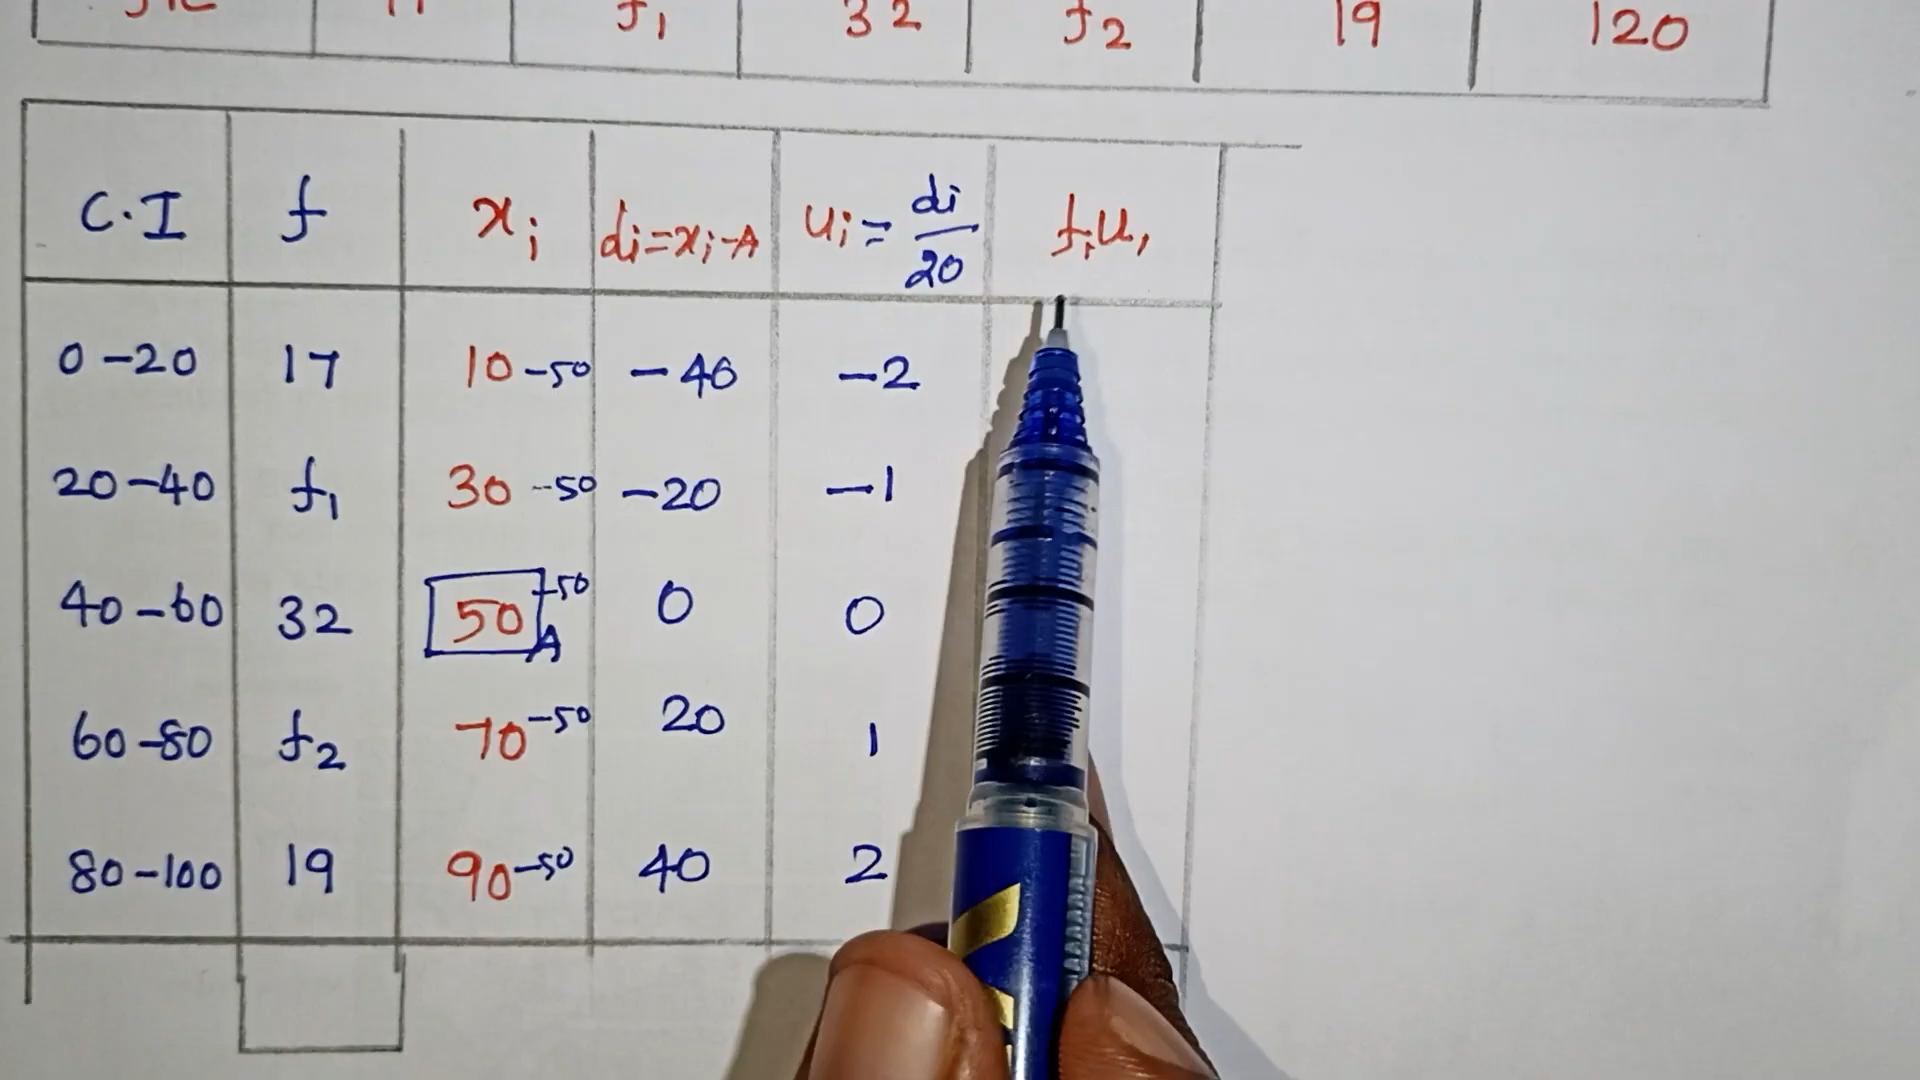 17 f1 32 f2 19 120
C.I f xi di=xi-A ui=di/20 fiui
0-20 17 10-50 -40 -2
20-40 f1 30-50 -20 -1
40-60 32 50-50 A 0 0
60-80 f2 70-50 20 1
80-100 19 90-50 40 2